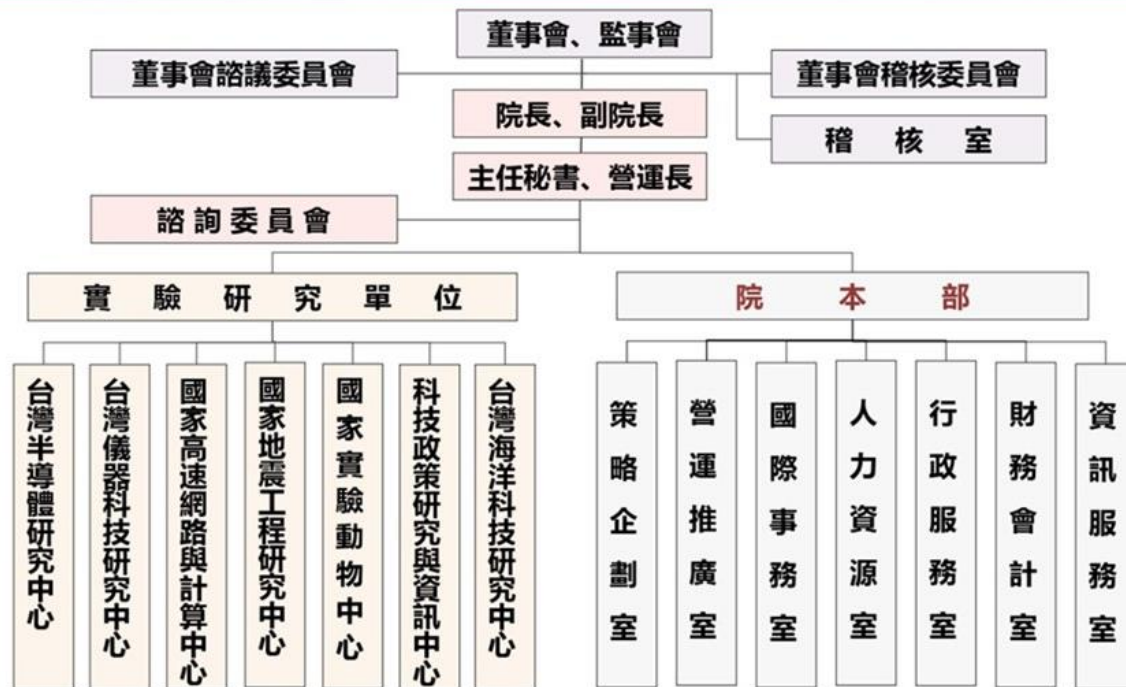 董事會、監事會
董事會諮議委員會
董事會稽核委員會
院長、副院長
稽核室
主任秘書、營運長
諮詢委員會
實驗研究單位
院本部
台灣半導體研究中心
台灣儀器科技研究中心
國家高速網路與計算中心
國家地震工程研究中心
國家實驗動物中心
科技政策研究與資訊中心
台灣海洋科技研究中心
策略企劃室
營運推廣室
國際事務室
人力資源室
行政服務室
財務會計室
資訊服務室